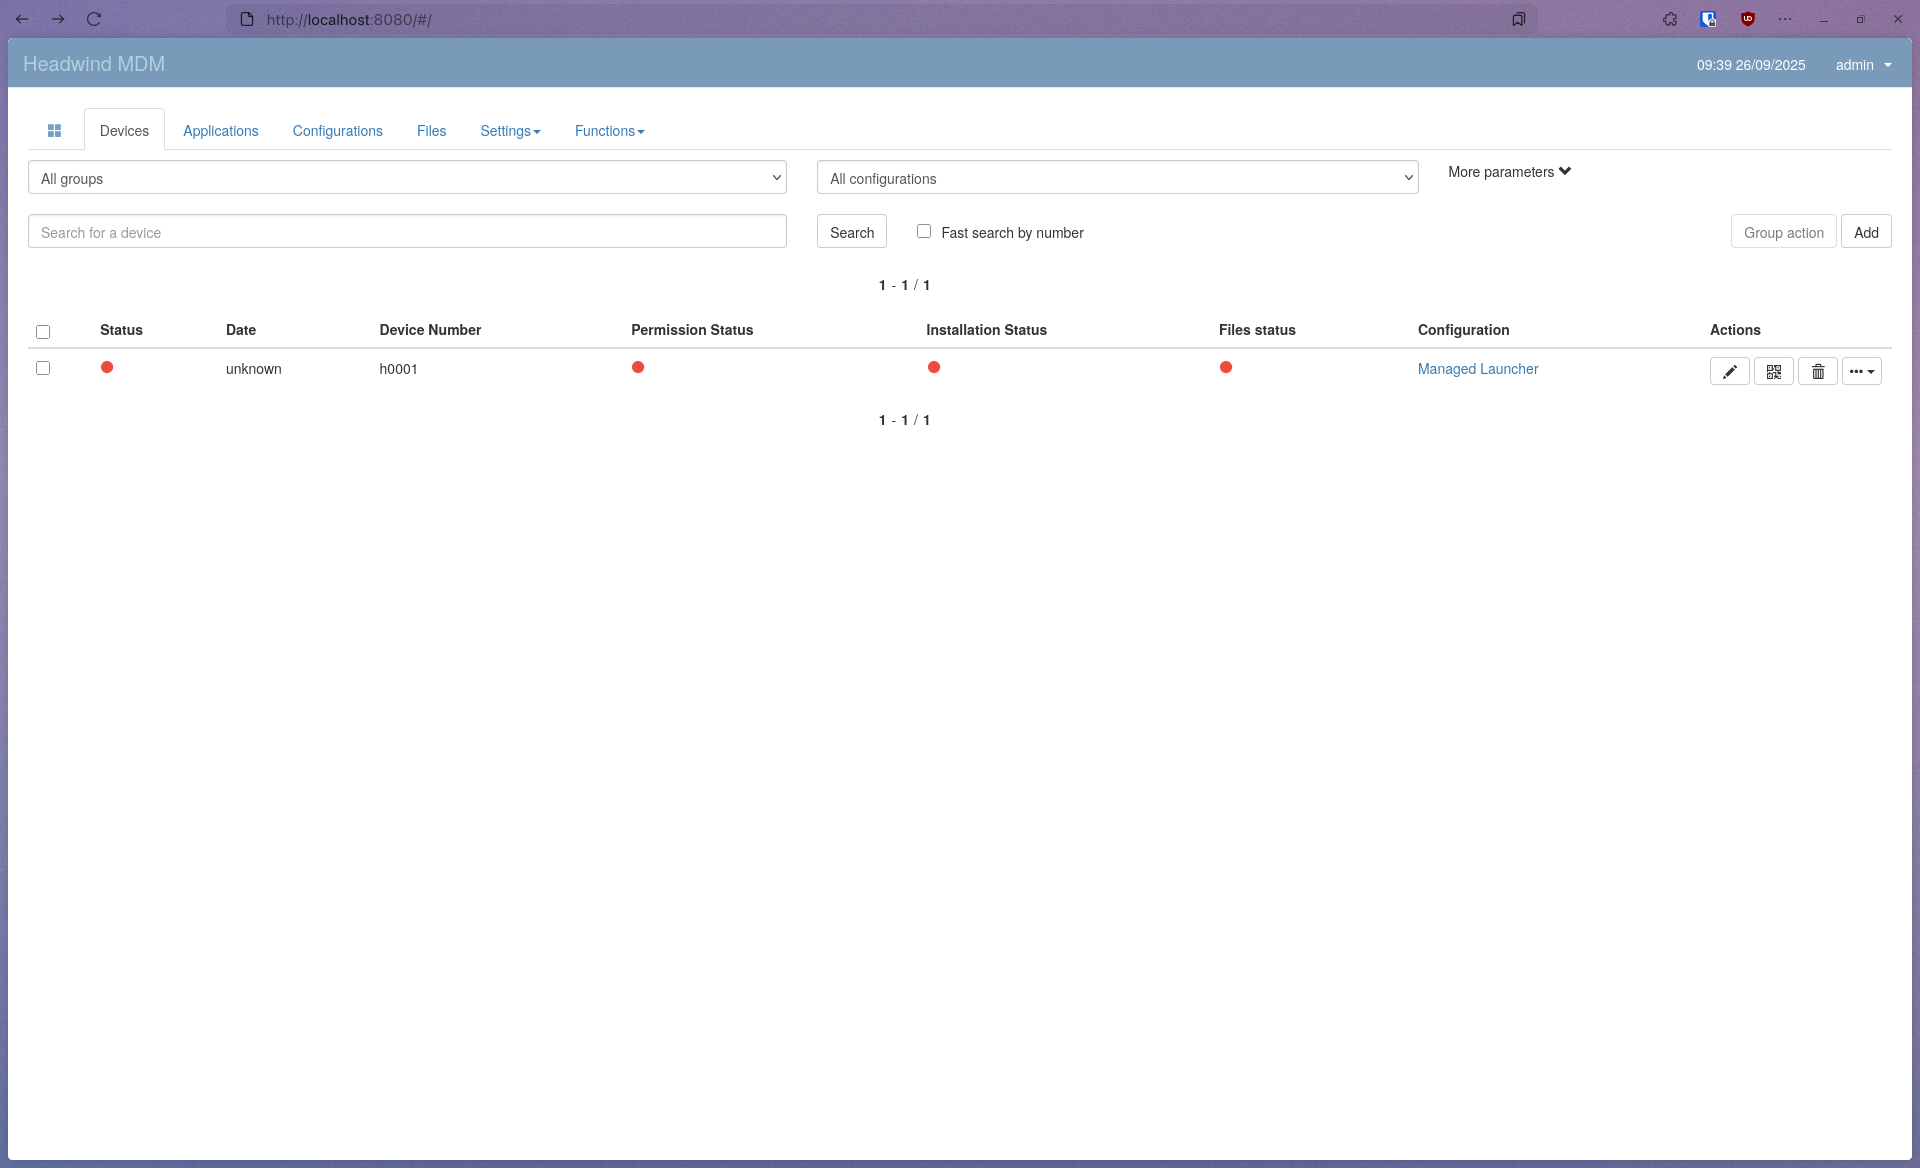 http://localhost:8080/#/
Headwind MDM
09:39 26/09/2025 admin
Devices Applications Configurations Files Settings Functions
All groups All configurations More parameters
Search for a device Search Fast search by number Group action Add
1 - 1 / 1
Status Date Device Number Permission Status Installation Status Files status Configuration Actions
unknown h0001 Managed Launcher
1 - 1 / 1